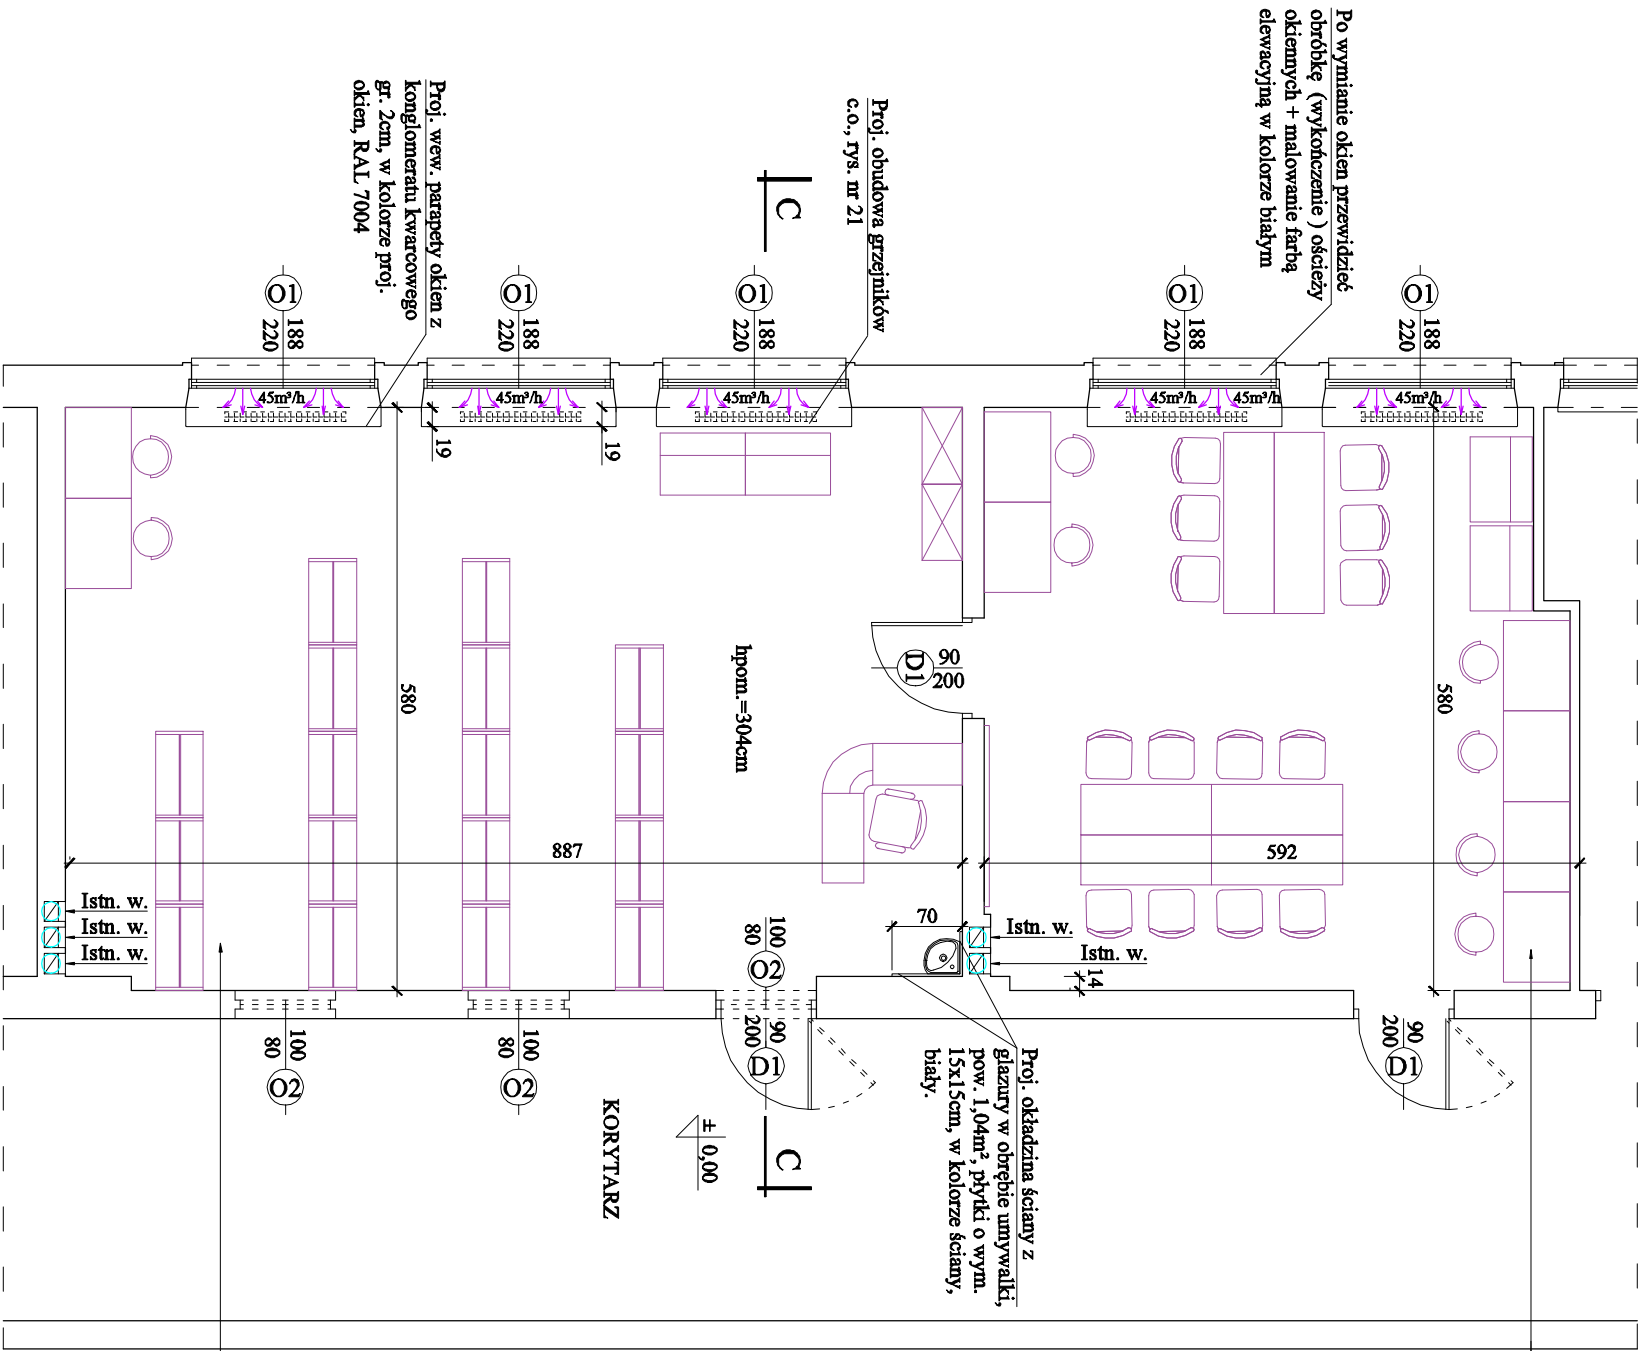 Po wymianie okien przewidzieć
obróbkę (wykończenie ) ościeży
okiennych + malowanie farbą
elewacyjną w kolorze białym
Proj. obudowa grzejników
c.o., rys. nr 21
Proj. wew. parapety okien z
konglomeratu kwarcowego
gr. 2cm, w kolorze proj.
okien, RAL 7004
C
O1
188
220
O1
188
220
O1
188
220
O1
188
220
O1
188
220
45m³/h
45m³/h
45m³/h
45m³/h
45m³/h
45m³/h
19
19
580
580
hpom.=304cm
D1
90
200
887
592
Istn. w.
Istn. w.
Istn. w.
70
Istn. w.
Istn. w.
14
100
80
O2
100
80
O2
100
80
O2
90
200
D1
90
200
D1
Proj. okładzina ściany z
glazury w obrębie umywalki,
pow. 1,04m², płytki o wym.
15x15cm, w kolorze ściany,
biały.
KORYTARZ
± 0,00
C